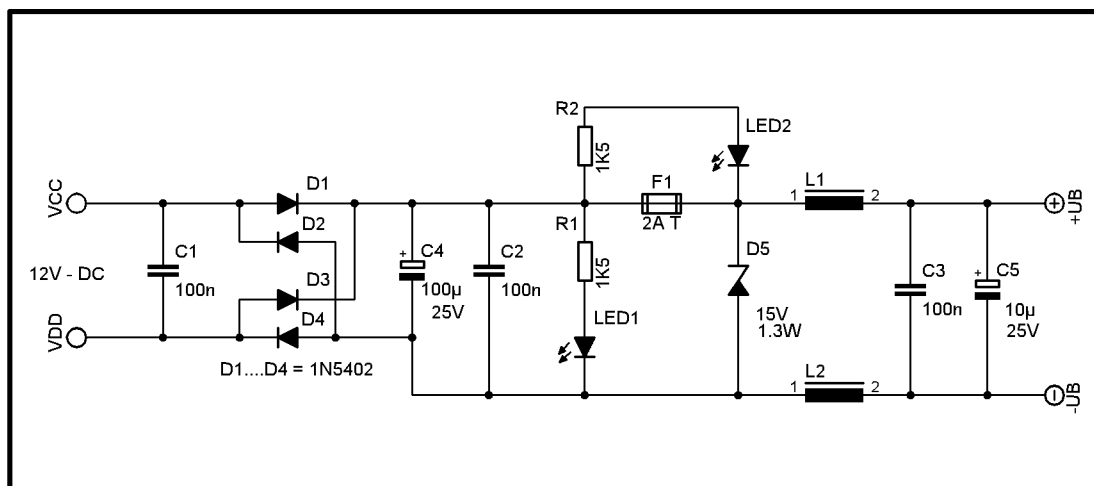 R2
1K5
LED2
VCC
D1
D2
D3
D4
D1....D4 = 1N5402
C1
100n
12V - DC
VDD
+
C4
100µ
25V
C2
100n
R1
1K5
LED1
F1
2A T
D5
15V
1.3W
1
L1
2
1
L2
2
C3
100n
+
C5
10µ
25V
+UB
-UB